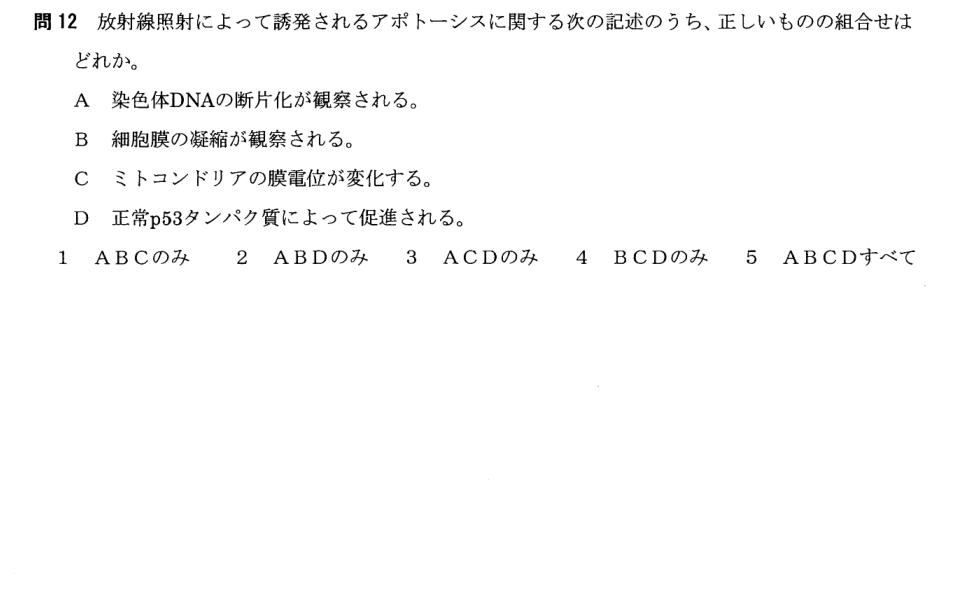 問12　放射線照射によって誘発されるアポトーシスに関する次の記述のうち、正しいものの組合せは
どれか。
A　染色体DNAの断片化が観察される。
B　細胞膜の凝縮が観察される。
C　ミトコンドリアの膜電位が変化する。
D　正常p53タンパク質によって促進される。
1　ABCのみ　　2　ABDのみ　　3　ACDのみ　　4　BCDのみ　　5　ABCDすべて